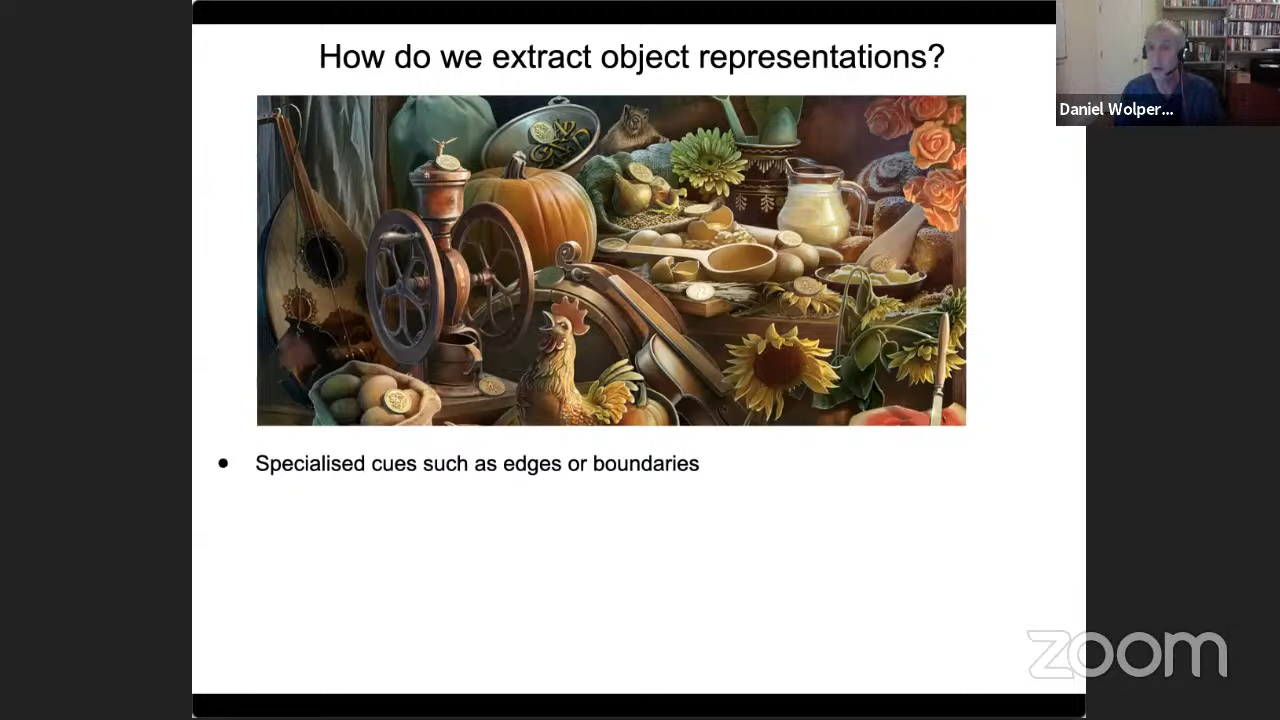 How do we extract object representations?
Daniel Wolper...
• Specialised cues such as edges or boundaries
zoom